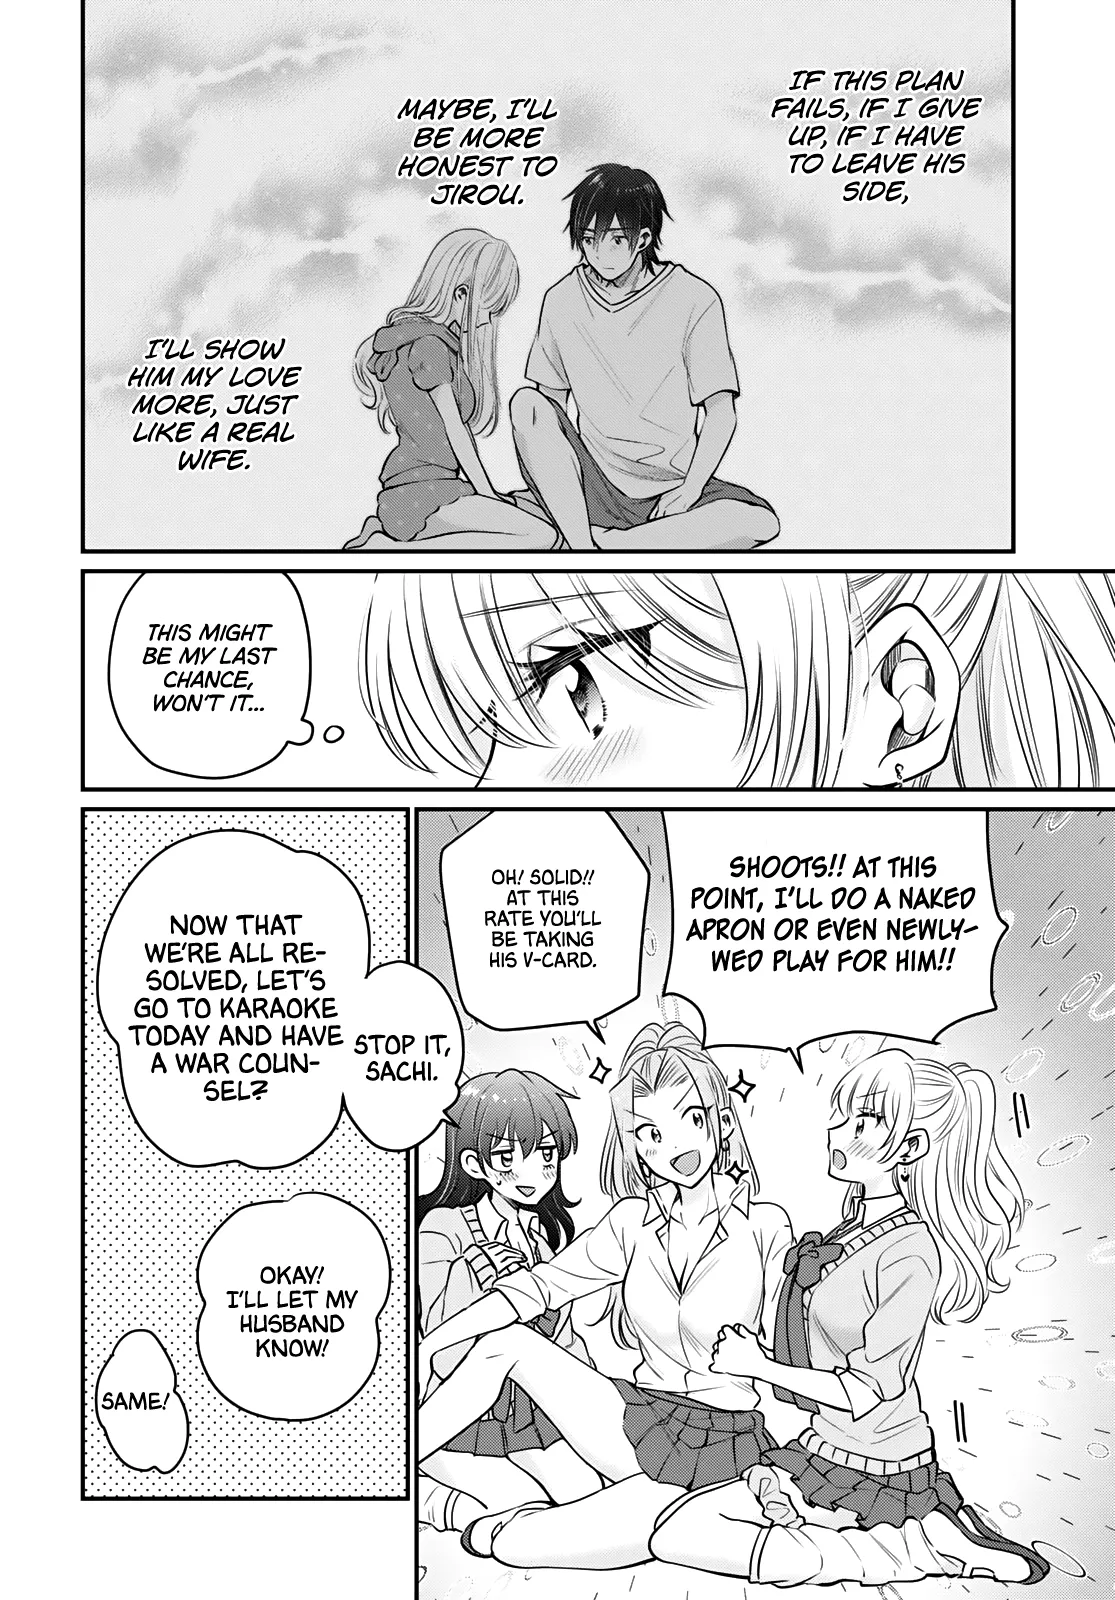 IF THIS PLAN
FAILS, IF I GIVE
UP, IF I HAVE
TO LEAVE HIS
SIDE,
MAYBE, I'LL
BE MORE
HONEST TO
JIROU.
I'LL SHOW
HIM MY LOVE
MORE, JUST
LIKE A REAL
WIFE.
THIS MIGHT
BE MY LAST
CHANCE,
WON'T IT...
SHOOTS!! AT THIS
POINT, I'LL DO A NAKED
APRON OR EVEN NEWLY-
WED PLAY FOR HIM!!
OH! SOLID!!
AT THIS
RATE YOU'LL
BE TAKING
HIS V-CARD.
STOP IT,
SACHI.
NOW THAT
WE'RE ALL RE-
SOLVED, LET'S
GO TO KARAOKE
TODAY AND HAVE
A WAR COUN-
SEL?
OKAY!
I'LL LET MY
HUSBAND
KNOW!
SAME!